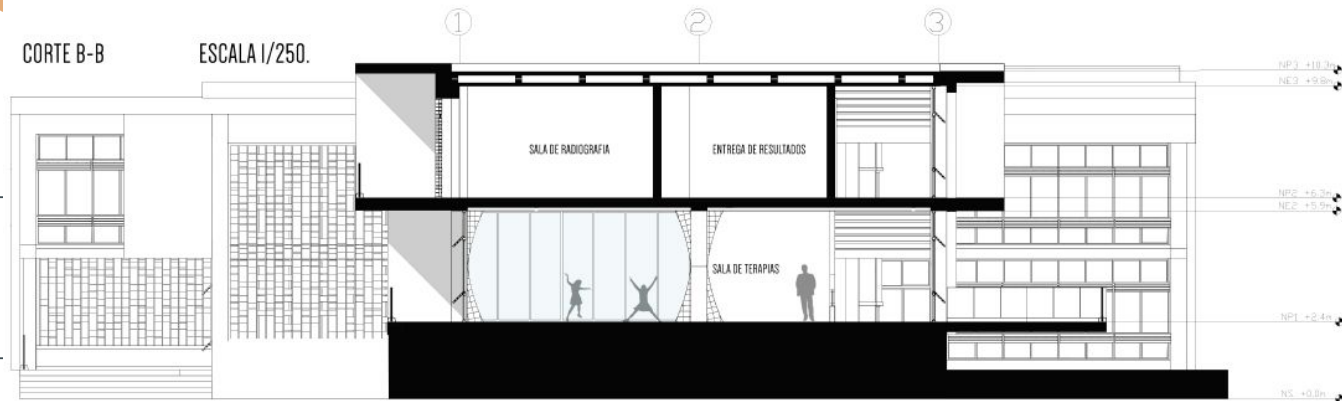 1 2 3
CORTE B-B ESCALA 1/250.
NP3 +10.3m
NE3 +9.8m
SALA DE RADIOGRAFIA ENTREGA DE RESULTADOS
NP2 +6.3m
NE2 +5.9m
SALA DE TERAPIAS
NP1 +2.4m
NS +0.0m